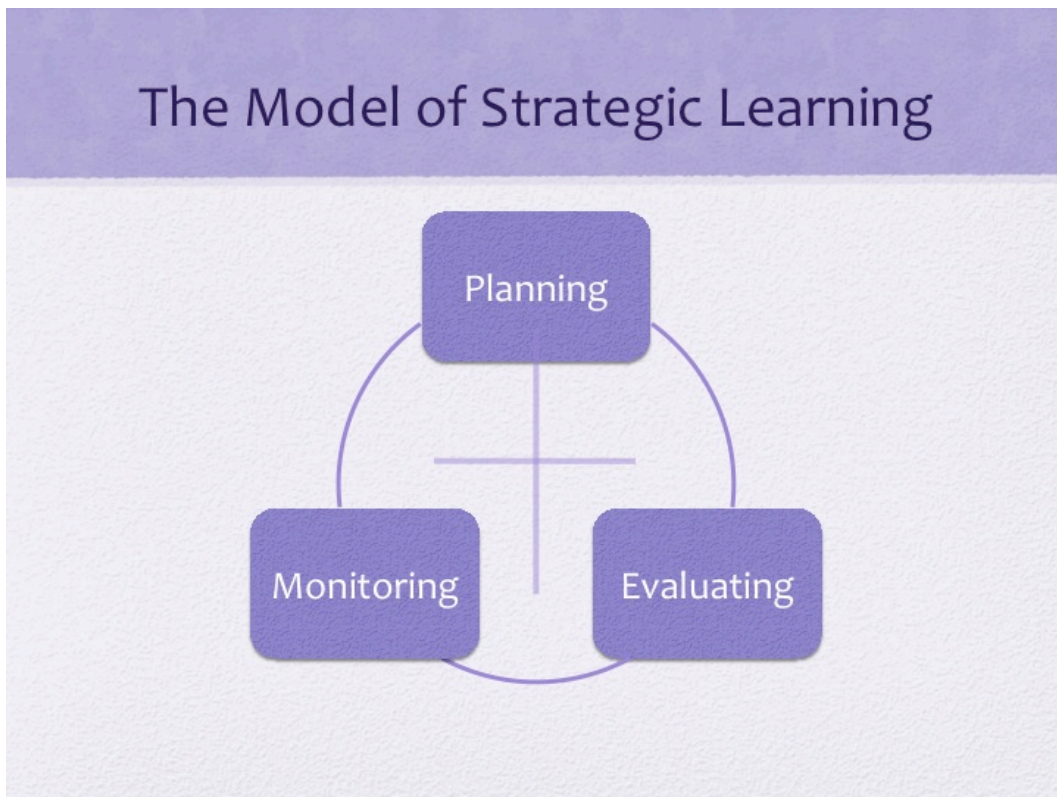 The Model of Strategic Learning
Planning
Monitoring
Evaluating